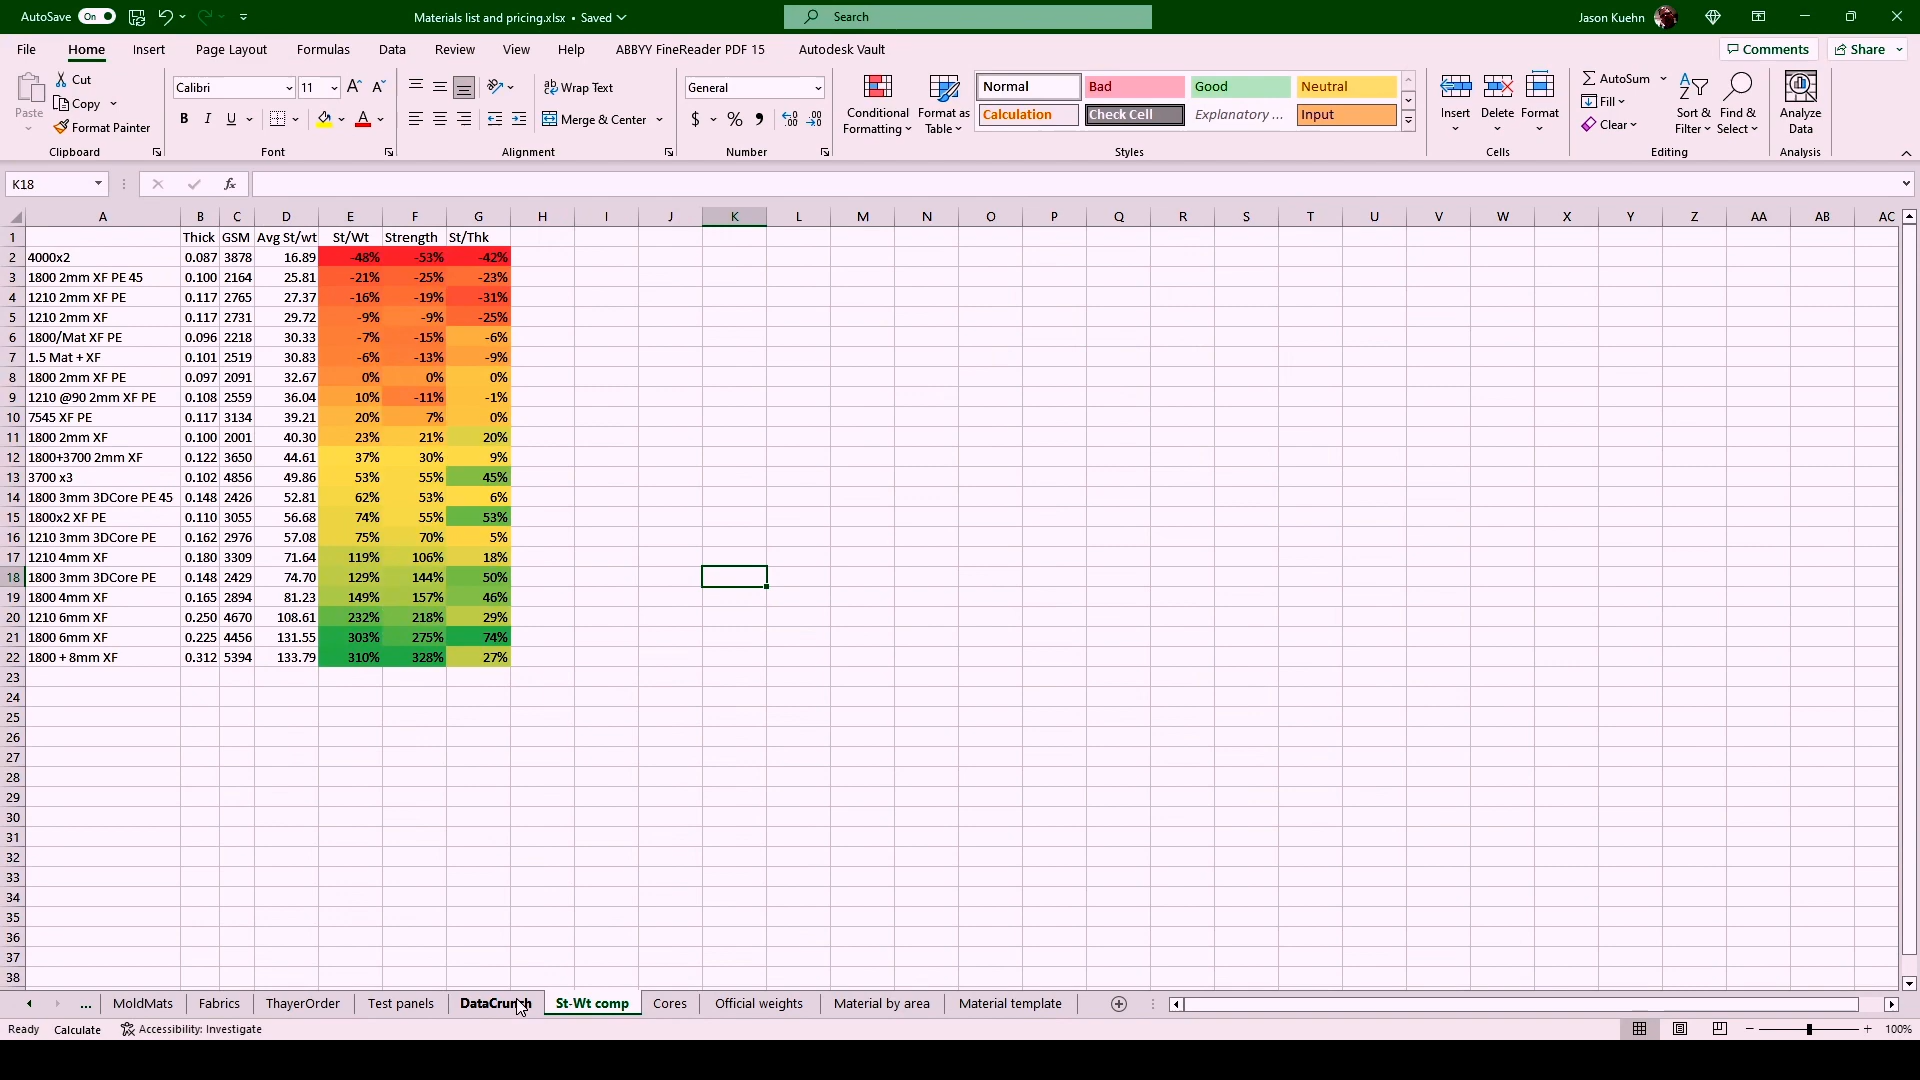 AutoSave On Materials list and pricing.xlsx • Saved Search Jason Kuehn
File Home Insert Page Layout Formulas Data Review View Help ABBYY FineReader PDF 15 Autodesk Vault Comments Share
Paste Cut Copy Format Painter Clipboard
Calibri 11 A A B I U A Font
ab Wrap Text Merge & Center Alignment
General $ % 9 Number
Conditional Formatting Format as Table
Normal Bad Good Neutral
Calculation Check Cell Explanatory ... Input
Styles
Insert Delete Format Cells
AutoSum Fill Clear Sort & Filter Find & Select Editing
Analyze Data Analysis
K18 fx
A B C D E F G H I J K L M N O P Q R S T U V W X Y Z AA AB AC
1 Thick GSM Avg St/wt St/Wt Strength St/Thk
2 4000x2 0.087 3878 16.89 -48% -53% -42%
3 1800 2mm XF PE 45 0.100 2164 25.81 -21% -25% -23%
4 1210 2mm XF PE 0.117 2765 27.37 -16% -19% -31%
5 1210 2mm XF 0.117 2731 29.72 -9% -9% -25%
6 1800/Mat XF PE 0.096 2218 30.33 -7% -15% -6%
7 1.5 Mat + XF 0.101 2519 30.83 -6% -13% -9%
8 1800 2mm XF PE 0.097 2091 32.67 0% 0% 0%
9 1210 @90 2mm XF PE 0.108 2559 36.04 10% -11% -1%
10 7545 XF PE 0.117 3134 39.21 20% 7% 0%
11 1800 2mm XF 0.100 2001 40.30 23% 21% 20%
12 1800+3700 2mm XF 0.122 3650 44.61 37% 30% 9%
13 3700 x3 0.102 4856 49.86 53% 55% 45%
14 1800 3mm 3DCore PE 45 0.148 2426 52.81 62% 53% 6%
15 1800x2 XF PE 0.110 3055 56.68 74% 55% 53%
16 1210 3mm 3DCore PE 0.162 2976 57.08 75% 70% 5%
17 1210 4mm XF 0.180 3309 71.64 119% 106% 18%
18 1800 3mm 3DCore PE 0.148 2429 74.70 129% 144% 50%
19 1800 4mm XF 0.165 2894 81.23 149% 157% 46%
20 1210 6mm XF 0.250 4670 108.61 232% 218% 29%
21 1800 6mm XF 0.225 4456 131.55 303% 275% 74%
22 1800 + 8mm XF 0.312 5394 133.79 310% 328% 27%
23
24
25
26
27
28
29
30
31
32
33
34
35
36
37
38
... MoldMats Fabrics ThayerOrder Test panels DataCrunch St-Wt comp Cores Official weights Material by area Material template
Ready Calculate Accessibility: Investigate 100%